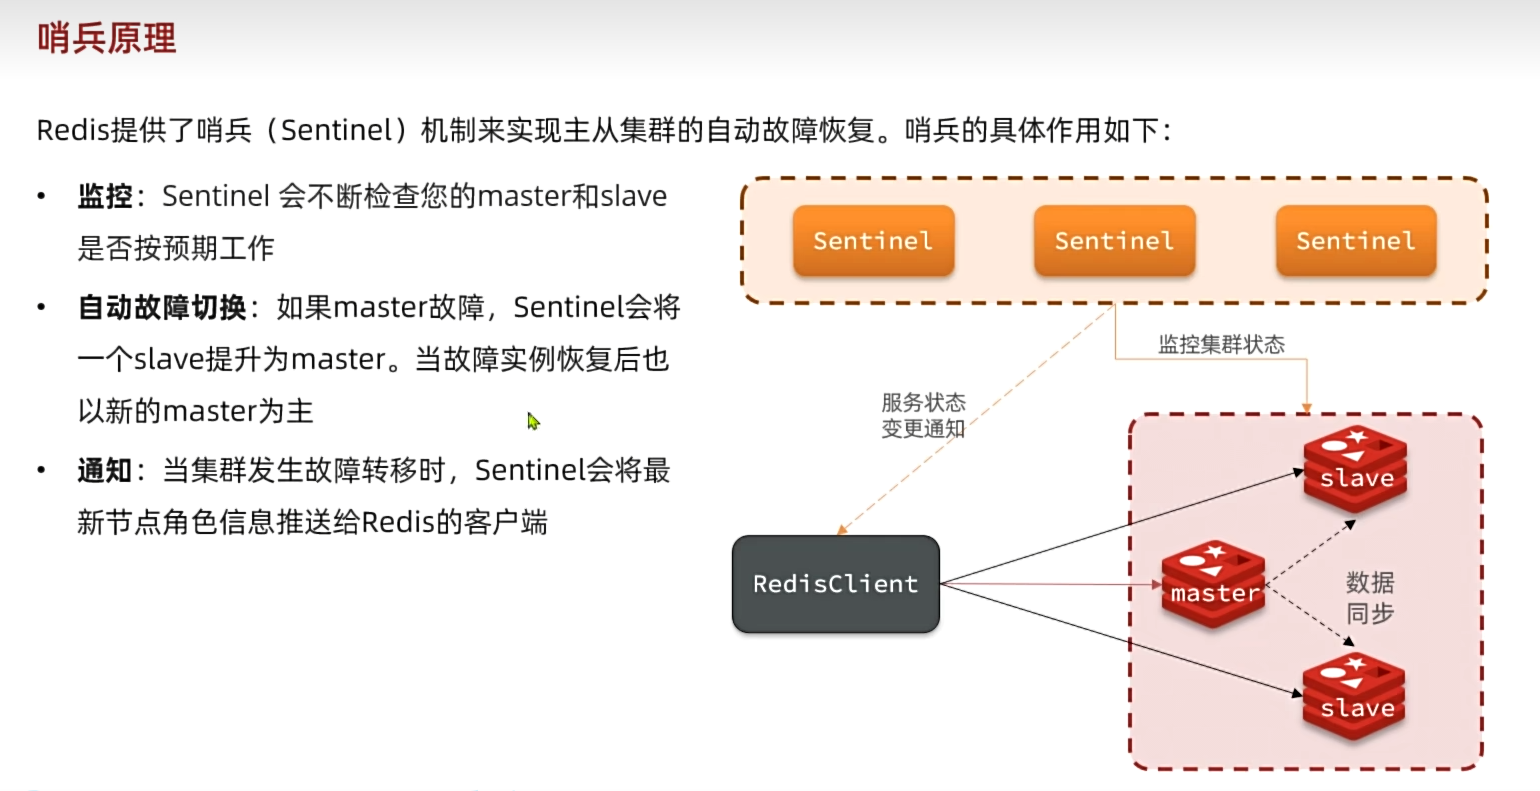 哨兵原理
Redis提供了哨兵（Sentinel）机制来实现主从集群的自动故障恢复。哨兵的具体作用如下：
• 监控：Sentinel 会不断检查您的master和slave
是否按预期工作
• 自动故障切换：如果master故障，Sentinel会将
一个slave提升为master。当故障实例恢复后也
以新的master为主
• 通知：当集群发生故障转移时，Sentinel会将最
新节点角色信息推送给Redis的客户端
Sentinel
Sentinel
Sentinel
监控集群状态
服务状态
变更通知
slave
RedisClient
master
数据
同步
slave